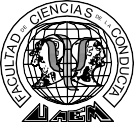 FACULTAD DE CIENCIAS DE LA CONDUCTA
UAEM